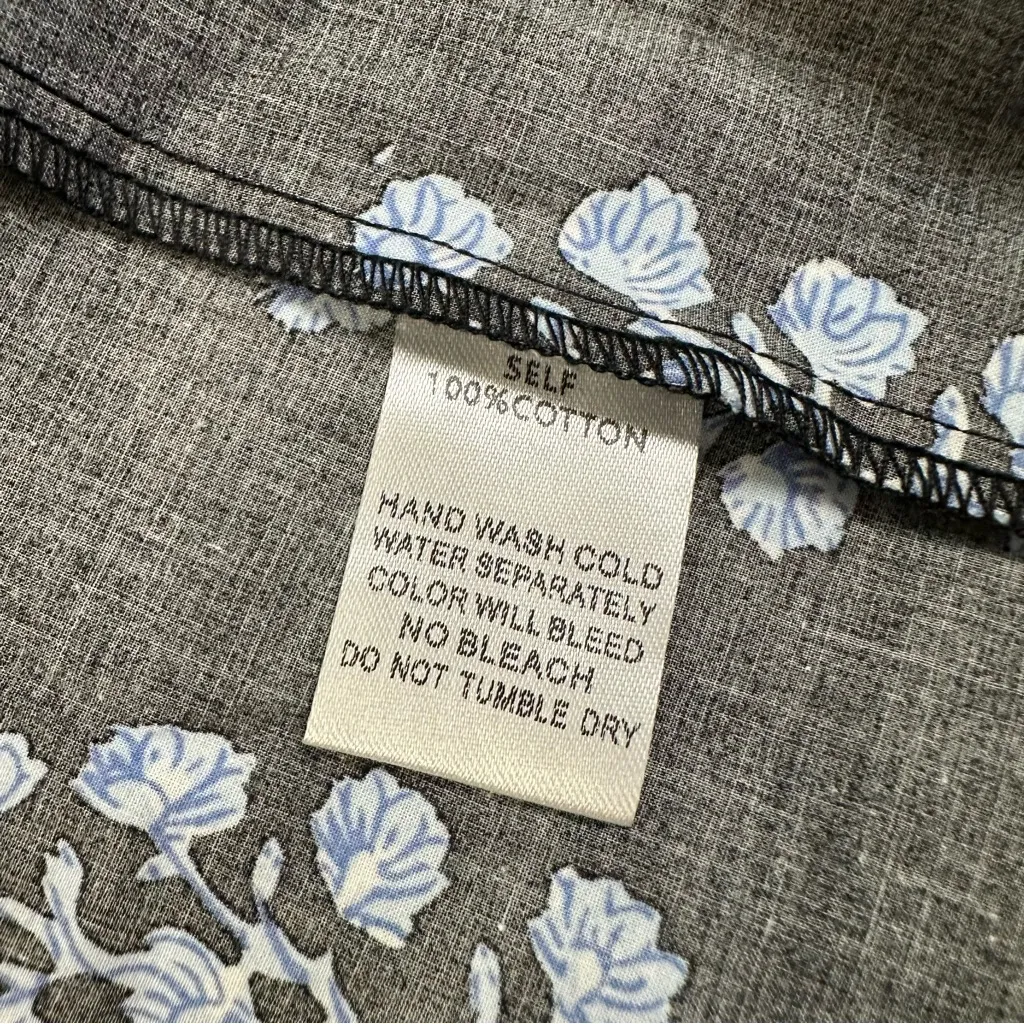 SELF
100%COTTON
HAND WASH COLD
WATER SEPARATELY
COLOR WILL BLEED
NO BLEACH
DO NOT TUMBLE DRY